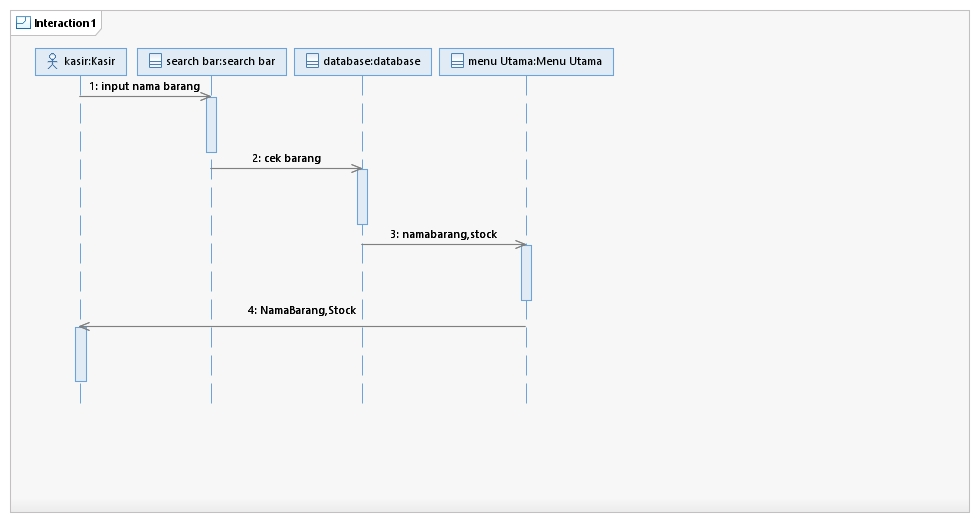 Interaction1
kasir:Kasir
search bar:search bar
database:database
menu Utama:Menu Utama
1: input nama barang
2: cek barang
3: namabarang,stock
4: NamaBarang,Stock